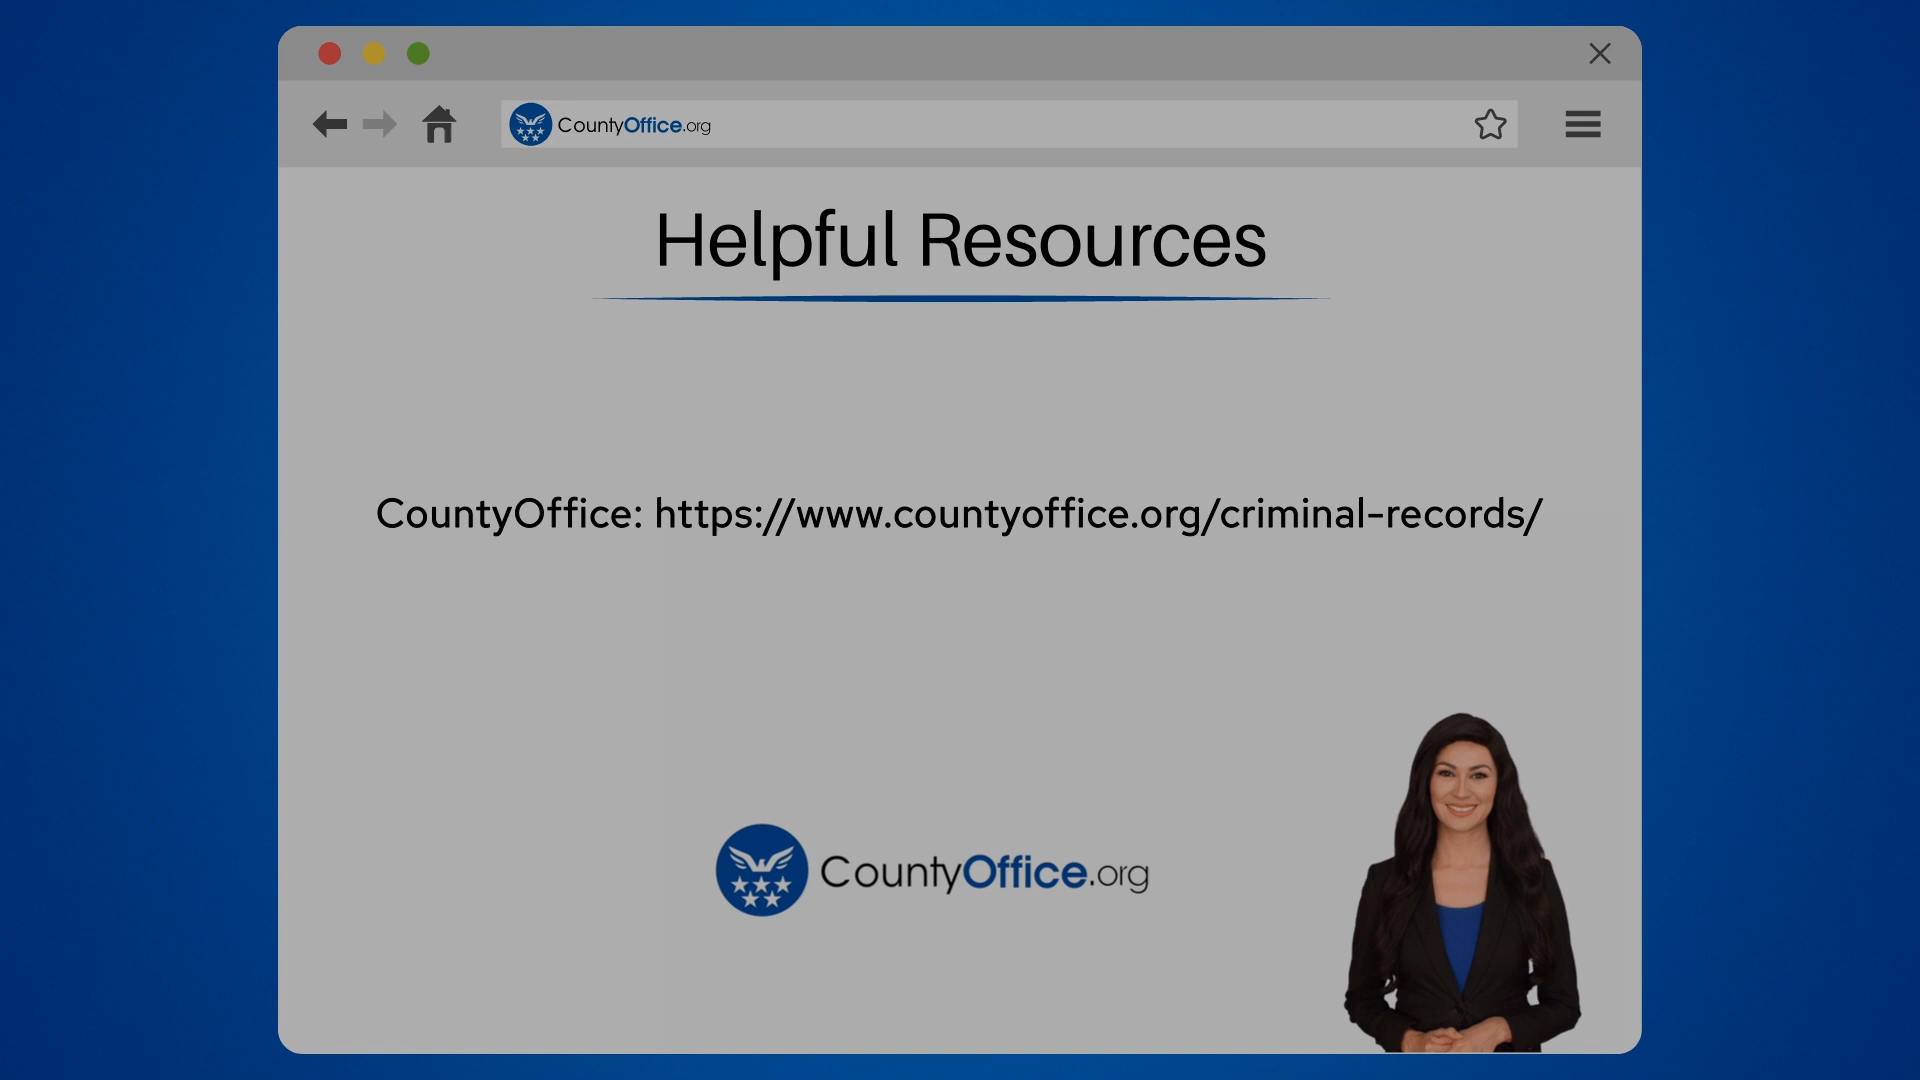 CountyOffice.org
Helpful Resources
CountyOffice: https://www.countyoffice.org/criminal-records/
CountyOffice.org